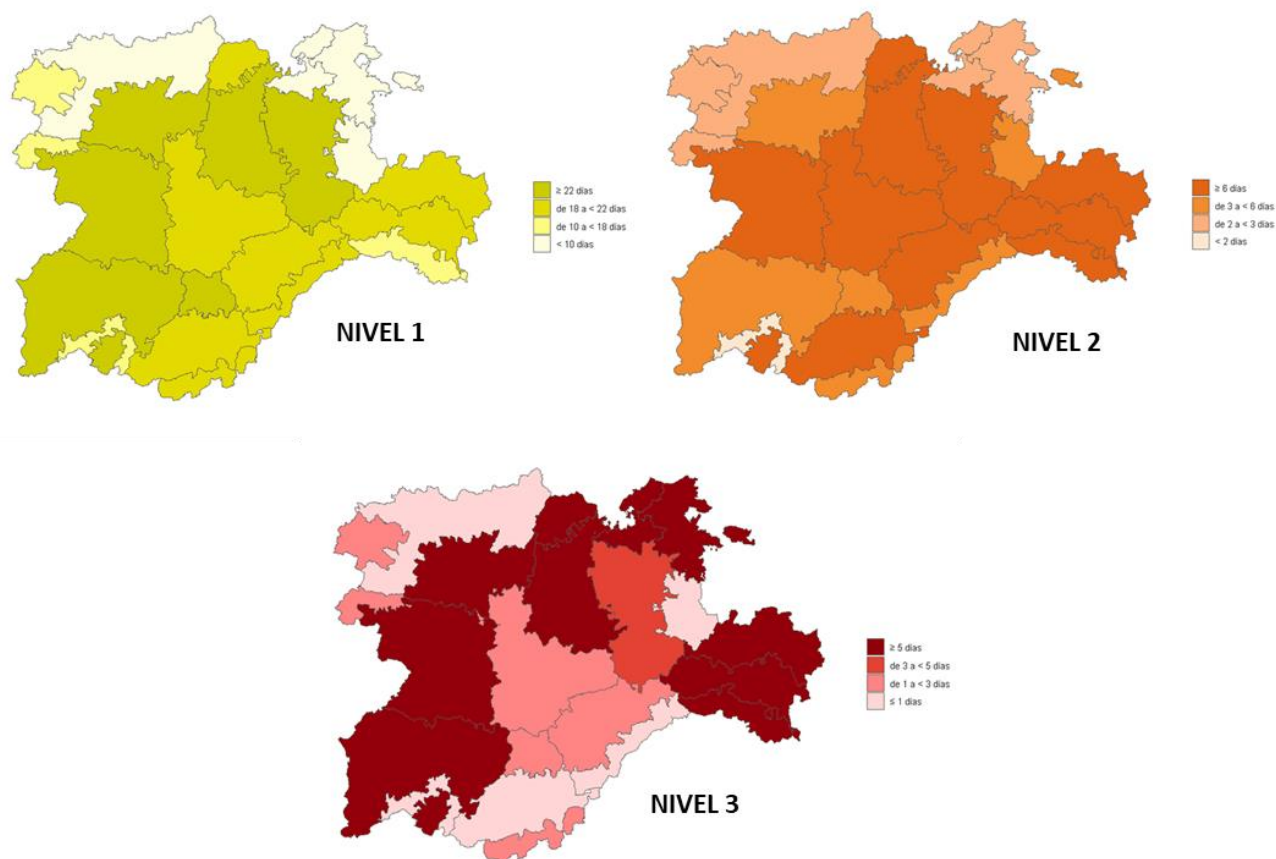 ≥ 22 días
de 18 a < 22 días
de 10 a < 18 días
< 10 días
NIVEL 1
≥ 6 días
de 3 a < 6 días
de 2 a < 3 días
< 2 días
NIVEL 2
≥ 5 días
de 3 a < 5 días
de 1 a < 3 días
≤ 1 días
NIVEL 3